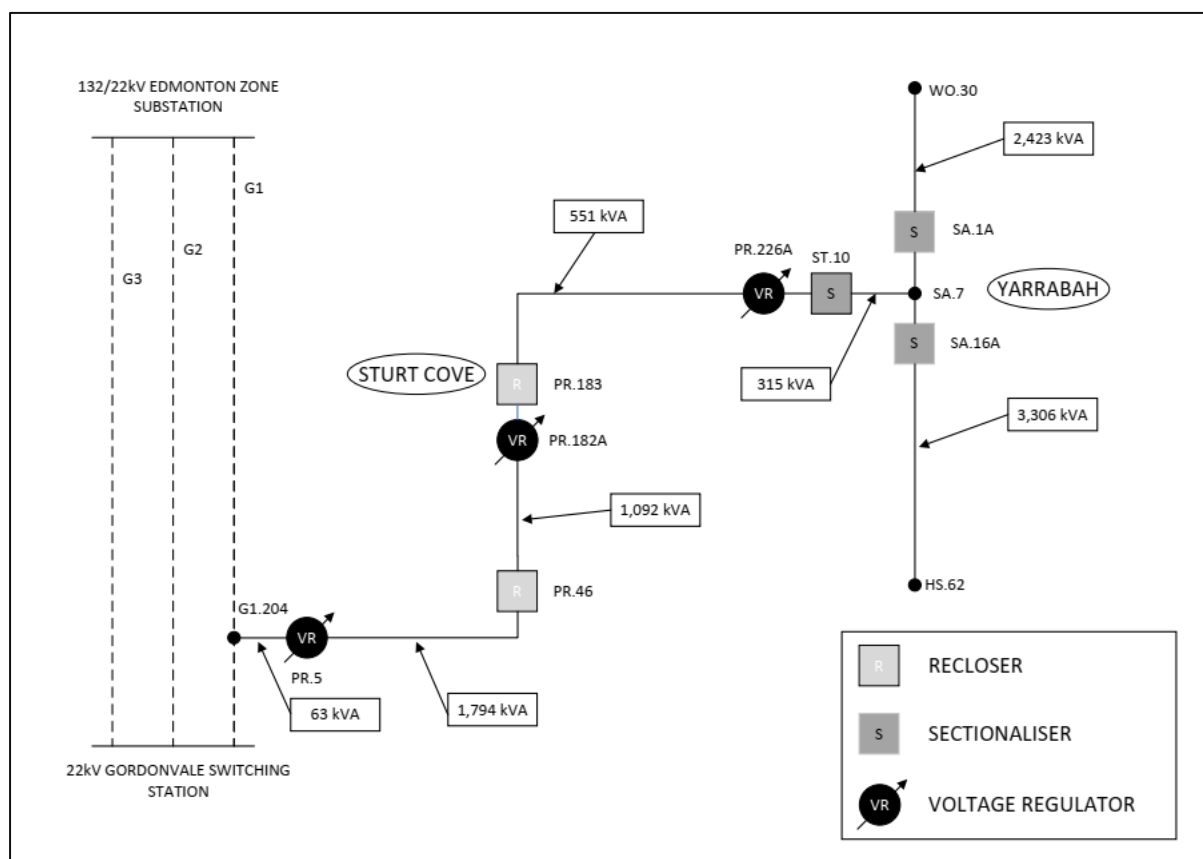 132/22kV EDMONTON ZONE
SUBSTATION
G1
G2
G3
22kV GORDONVALE SWITCHING
STATION
G1.204
VR
PR.5
63 kVA
1,794 kVA
R
PR.46
1,092 kVA
VR
PR.182A
R
PR.183
STURT COVE
551 kVA
PR.226A
VR
ST.10
S
315 kVA
WO.30
2,423 kVA
S
SA.1A
SA.7
YARRABAH
S
SA.16A
3,306 kVA
HS.62
R
RECLOSER
S
SECTIONALISER
VR
VOLTAGE REGULATOR